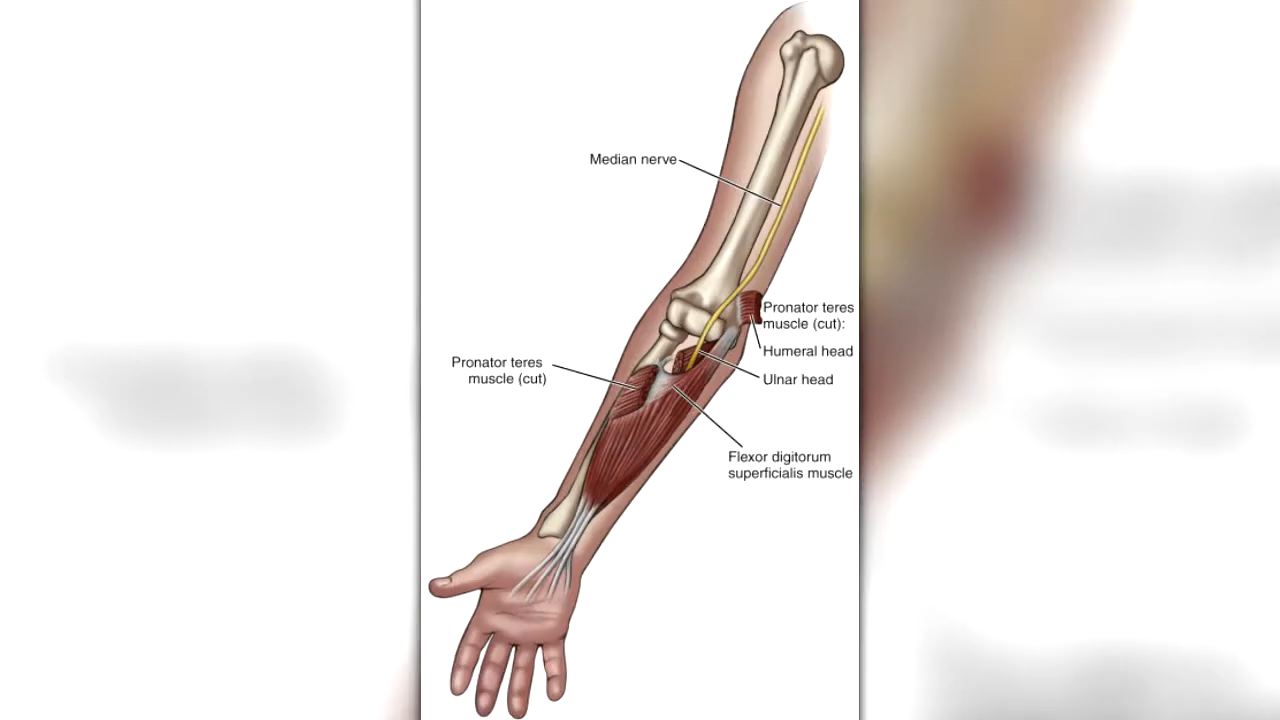 Median nerve
Pronator teres
muscle (cut):
Humeral head
Pronator teres
muscle (cut)
Ulnar head
Flexor digitorum
superficialis muscle